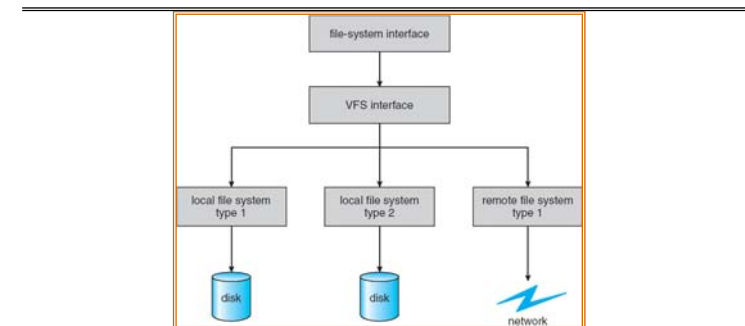 file-system interface
VFS interface
local file system
type 1
local file system
type 2
remote file system
type 1
disk
disk
network